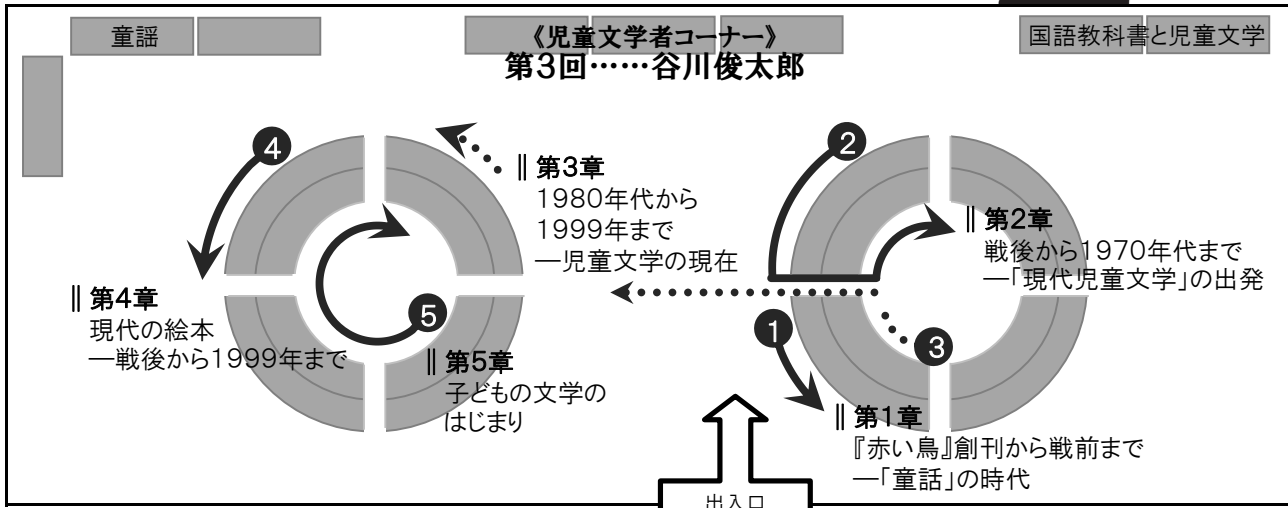 童謡
《児童文学者コーナー》
第3回……谷川俊太郎
国語教科書と児童文学
4
2
‖ 第3章
1980年代から
1999年まで
―児童文学の現在
‖ 第2章
戦後から1970年代まで
―「現代児童文学」の出発
‖ 第4章
現代の絵本
―戦後から1999年まで
5
‖ 第5章
子どもの文学の
はじまり
1
3
‖ 第1章
『赤い鳥』創刊から戦前まで
―「童話」の時代
出入口